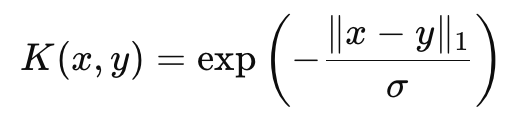 K(x, y) = exp ( − ‖x − y‖₁ / σ )